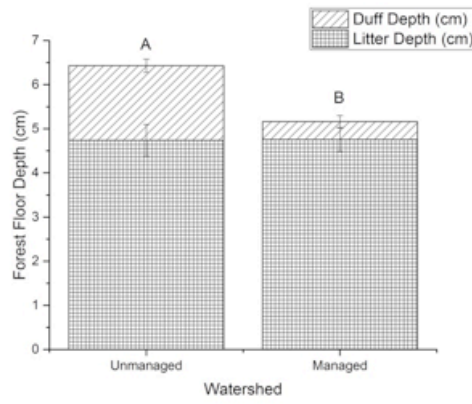 Duff Depth (cm)
Litter Depth (cm)
7
6
5
4
3
2
1
0
Forest Floor Depth (cm)
A
B
Unmanaged
Managed
Watershed